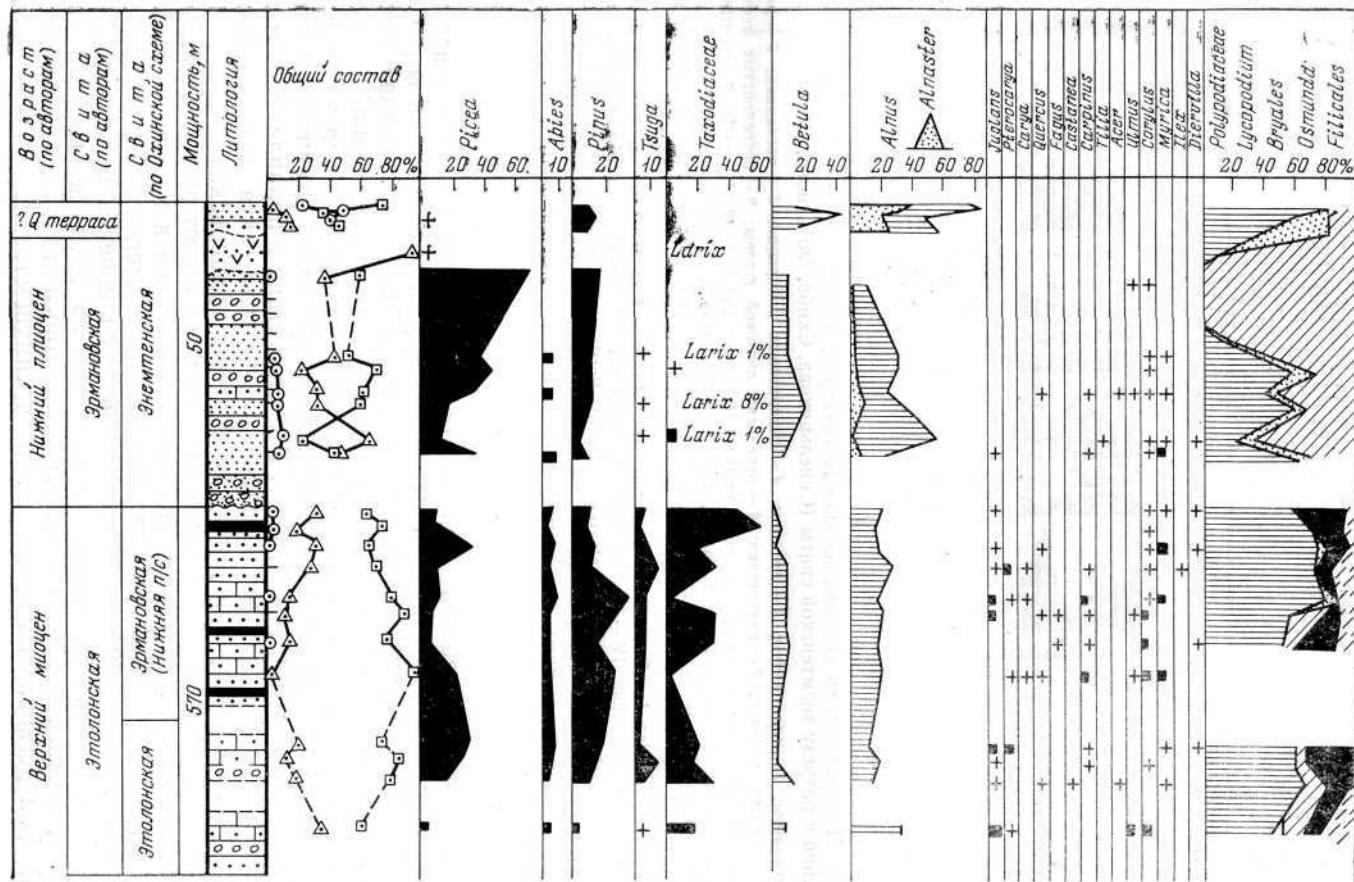 Возраст
(по авторам)
Свита
(по авторам)
Свита
(по Охинской схеме)
Мощность, м
Литология
Общий состав
20 40 60 80%
Picea
20 40 60
Abies
10
Pinus
20
Tsuga
10
Taxodiaceae
20 40 60
Betula
20 40
Alnus
Alnaster
20 40 60 80
Juglans
Pterocarya
Carya
Quercus
Fagus
Castanea
Carpinus
Tilia
Acer
Ulmus
Corylus
Myrica
Ilex
Diervilla
Polypodiaceae
Lycopodium
Bryales
Osmunda
Filicales
20 40 60 80%
? Q терраса
Нижний плиоцен
Эрмановская
Энемтенская
50
Larix
Larix 1%
Larix 8%
Larix 1%
Верхний миоцен
Этолонская
Эрмановская
(Нижняя п/с)
Этолонская
570